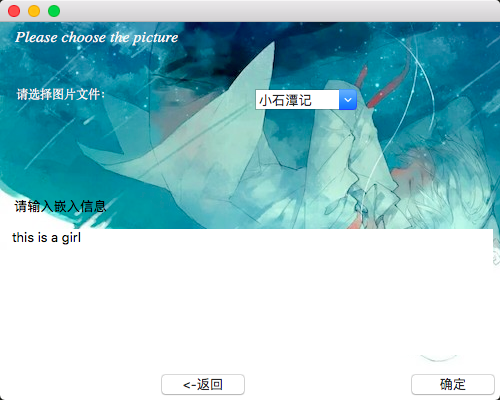 Please choose the picture
请选择图片文件:
小石潭记
请输入嵌入信息
this is a girl
<-返回
确定